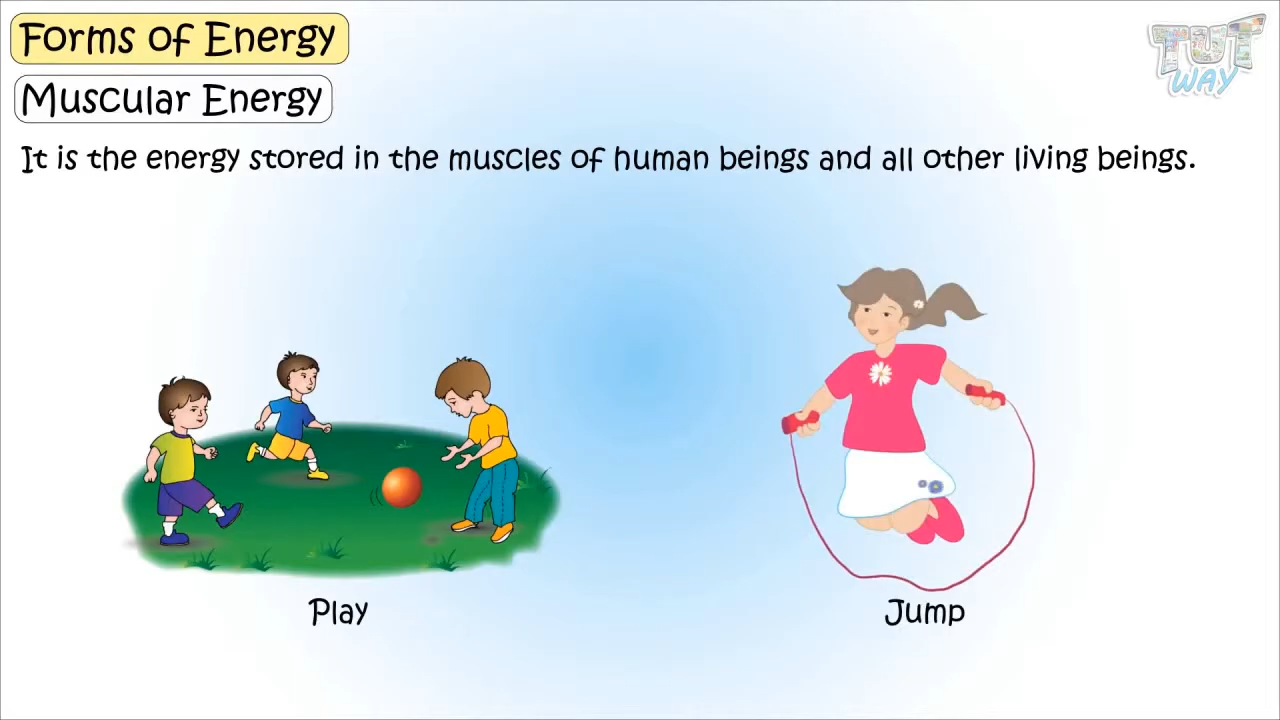 Forms of Energy
TUT
WAY
Muscular Energy
It is the energy stored in the muscles of human beings and all other living beings.
Play
Jump